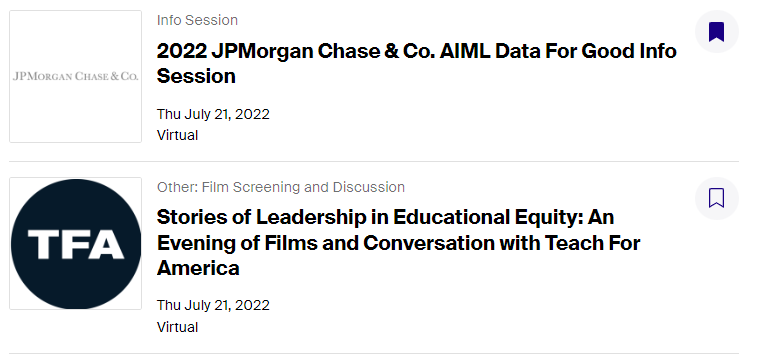 Info Session
JPMORGAN CHASE & CO.
2022 JPMorgan Chase & Co. AIML Data For Good Info
Session
Thu July 21, 2022
Virtual
Other: Film Screening and Discussion
TFA
Stories of Leadership in Educational Equity: An
Evening of Films and Conversation with Teach For
America
Thu July 21, 2022
Virtual